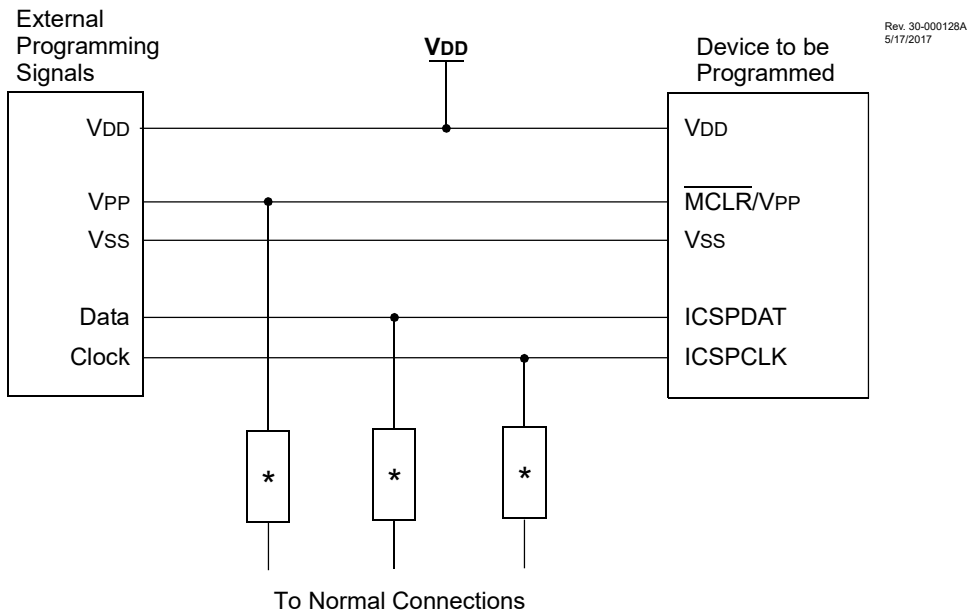 External
Programming
Signals
VDD
Device to be
Programmed
Rev. 30-000128A
5/17/2017
VDD
VDD
VPP
MCLR/VPP
VSS
VSS
Data
ICSPDAT
Clock
ICSPCLK
*
*
*
To Normal Connections